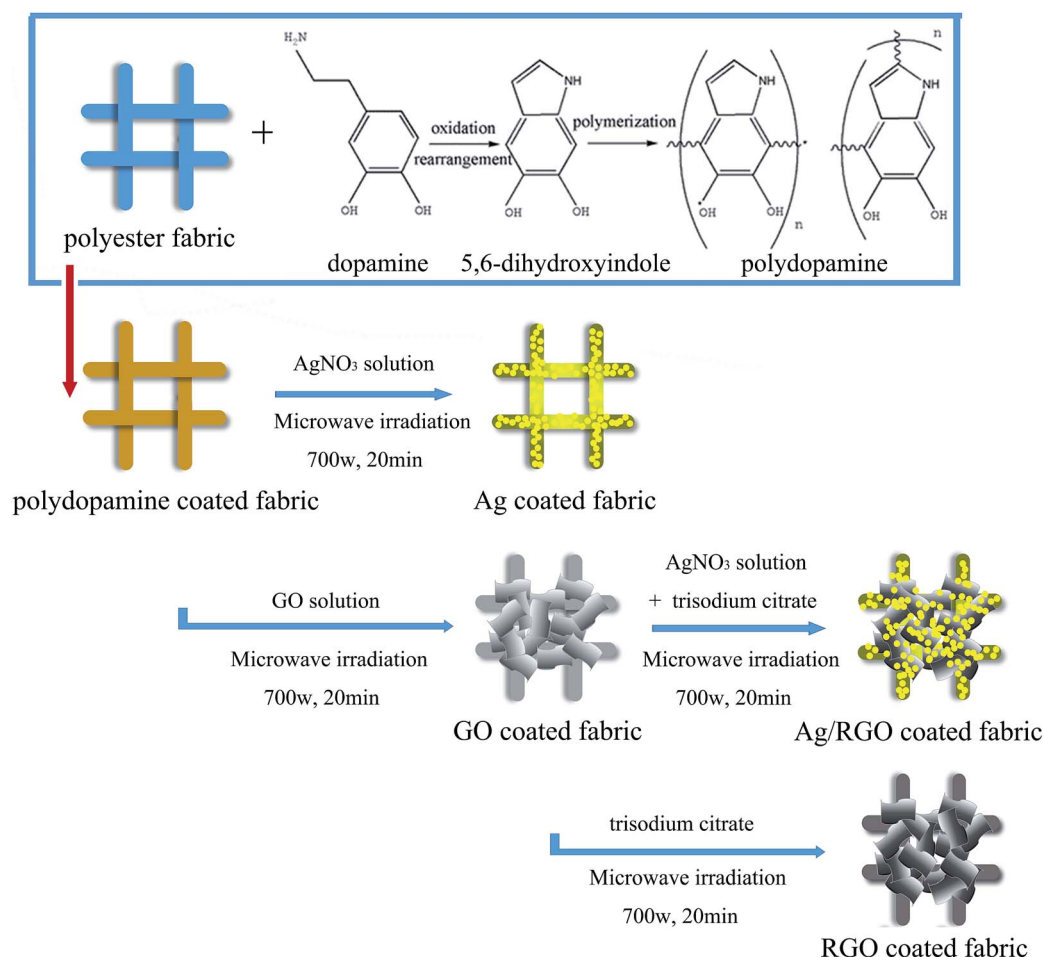 H₂N
OH
OH
dopamine
polyester fabric
+
oxidation
rearrangement
NH
OH
OH
5,6-dihydroxyindole
polymerization
NH
*
*
OH
OH
n
n
NH
OH
OH
polydopamine
polydopamine coated fabric
AgNO₃ solution
Microwave irradiation
700w, 20min
Ag coated fabric
GO solution
Microwave irradiation
700w, 20min
GO coated fabric
AgNO₃ solution
+ trisodium citrate
Microwave irradiation
700w, 20min
Ag/RGO coated fabric
trisodium citrate
Microwave irradiation
700w, 20min
RGO coated fabric